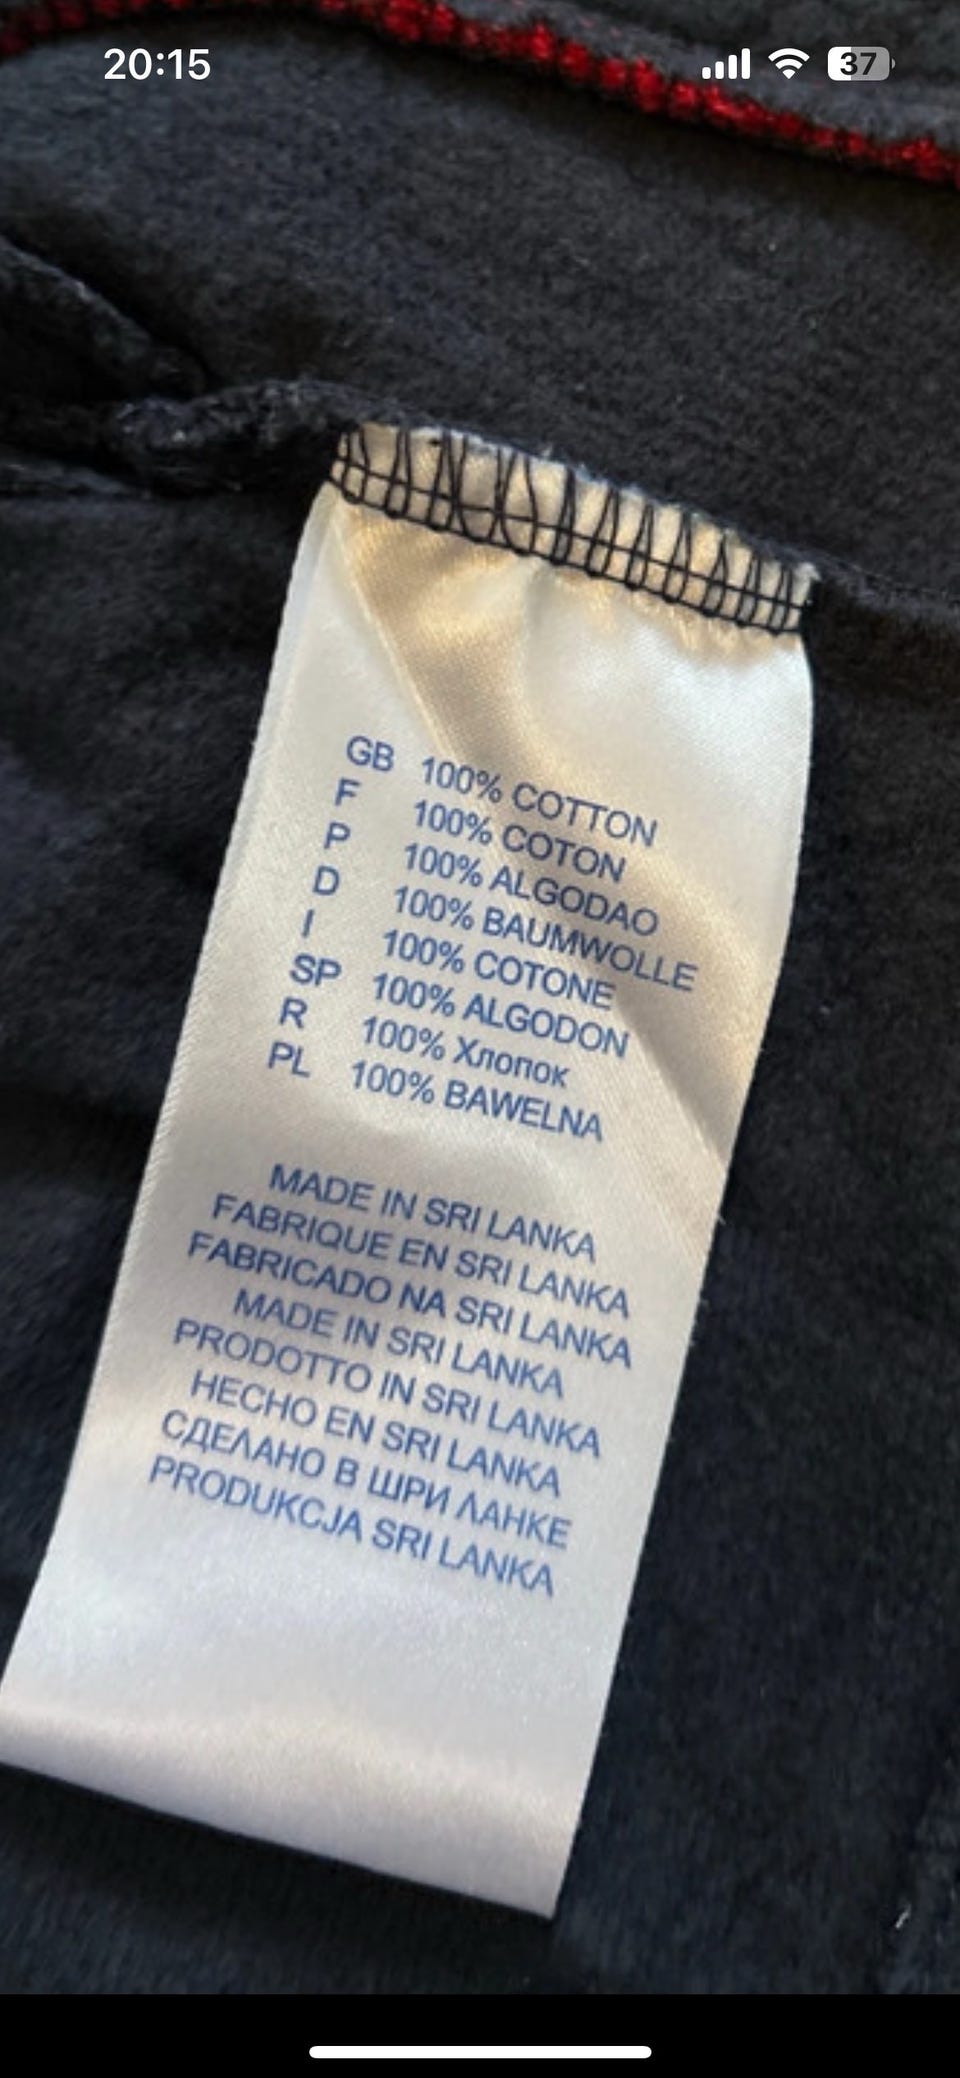 20:15
37
GB 100% COTTON
F 100% COTON
P 100% ALGODAO
D 100% BAUMWOLLE
I 100% COTONE
SP 100% ALGODON
R 100% Хлопок
PL 100% BAWELNA
MADE IN SRI LANKA
FABRIQUE EN SRI LANKA
FABRICADO NA SRI LANKA
MADE IN SRI LANKA
PRODOTTO IN SRI LANKA
HECHO EN SRI LANKA
СДЕЛАНО В ШРИ ЛАНКЕ
PRODUKCJA SRI LANKA